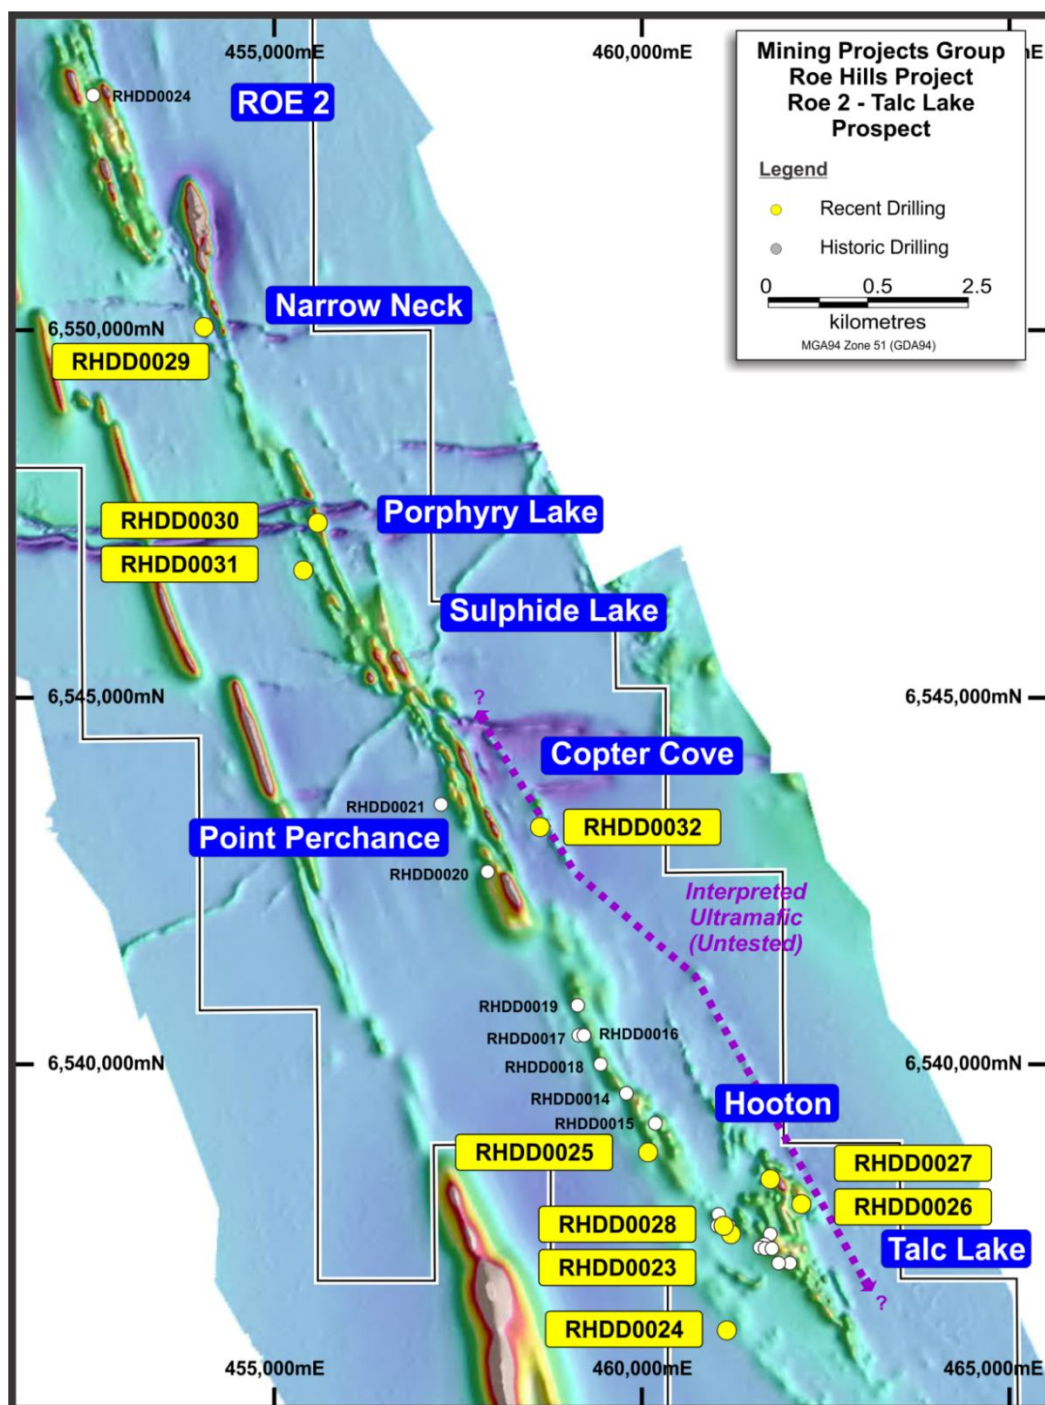 455,000mE
460,000mE
mE
Mining Projects Group
Roe Hills Project
Roe 2 - Talc Lake
Prospect
Legend
Recent Drilling
Historic Drilling
0 0.5 2.5
kilometres
MGA94 Zone 51 (GDA94)
RHDD0024
ROE 2
Narrow Neck
6,550,000mN
RHDD0029
RHDD0030
Porphyry Lake
RHDD0031
Sulphide Lake
6,545,000mN
6,545,000mN
?
Copter Cove
RHDD0021
Point Perchance
RHDD0032
RHDD0020
Interpreted
Ultramafic
(Untested)
RHDD0019
RHDD0017
RHDD0016
6,540,000mN
RHDD0018
6,540,000mN
RHDD0014
Hooton
RHDD0015
RHDD0025
RHDD0027
RHDD0026
RHDD0028
Talc Lake
RHDD0023
?
RHDD0024
455,000mE
460,000mE
465,000mE